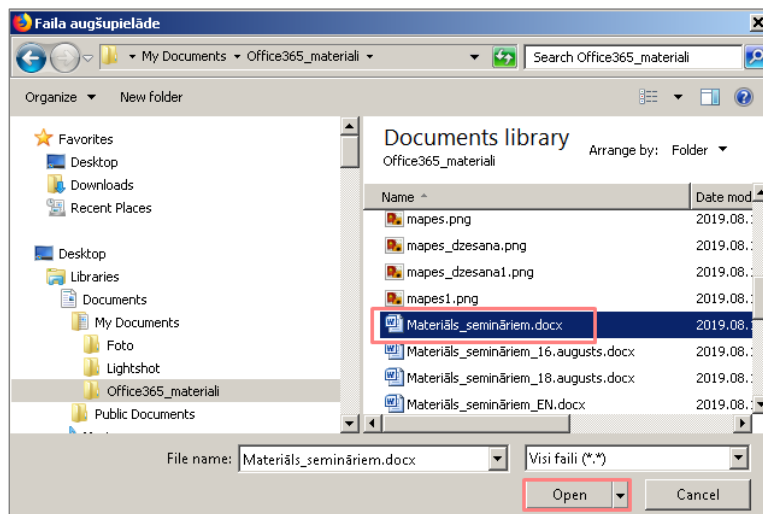 Faila augšupielāde
My Documents Office365_materiali
Search Office365_materiali
Organize New folder
Favorites
Desktop
Downloads
Recent Places
Desktop
Libraries
Documents
My Documents
Foto
Lightshot
Office365_materiali
Public Documents
Documents library
Office365_materiali
Arrange by: Folder
Name Date mod
mapes.png 2019.08.
mapes_dzesana.png 2019.08.
mapes_dzesana1.png 2019.08.
mapes1.png 2019.08.
Materiāls_semināriem.docx 2019.08.
Materiāls_semināriem_16.augusts.docx 2019.08.
Materiāls_semināriem_18.augusts.docx 2019.08.
Materiāls_semināriem_EN.docx 2019.08.
File name: Materiāls_semināriem.docx Visi faili (*.*)
Open Cancel